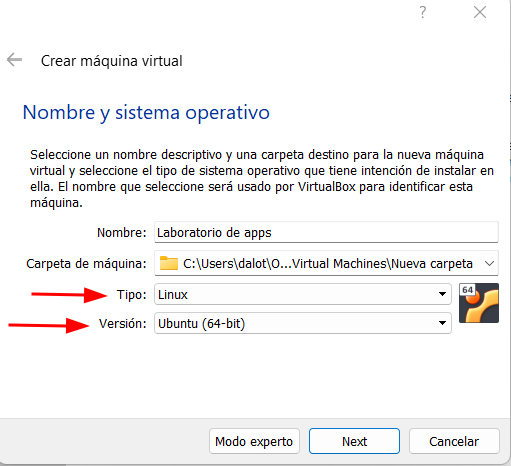 ?
Crear máquina virtual
Nombre y sistema operativo
Seleccione un nombre descriptivo y una carpeta destino para la nueva máquina
virtual y seleccione el tipo de sistema operativo que tiene intención de instalar en
ella. El nombre que seleccione será usado por VirtualBox para identificar esta
máquina.
Nombre: Laboratorio de apps
Carpeta de máquina: C:\Users\dalot\O...Virtual Machines\Nueva carpeta
Tipo: Linux
64
Versión: Ubuntu (64-bit)
Modo experto Next Cancelar